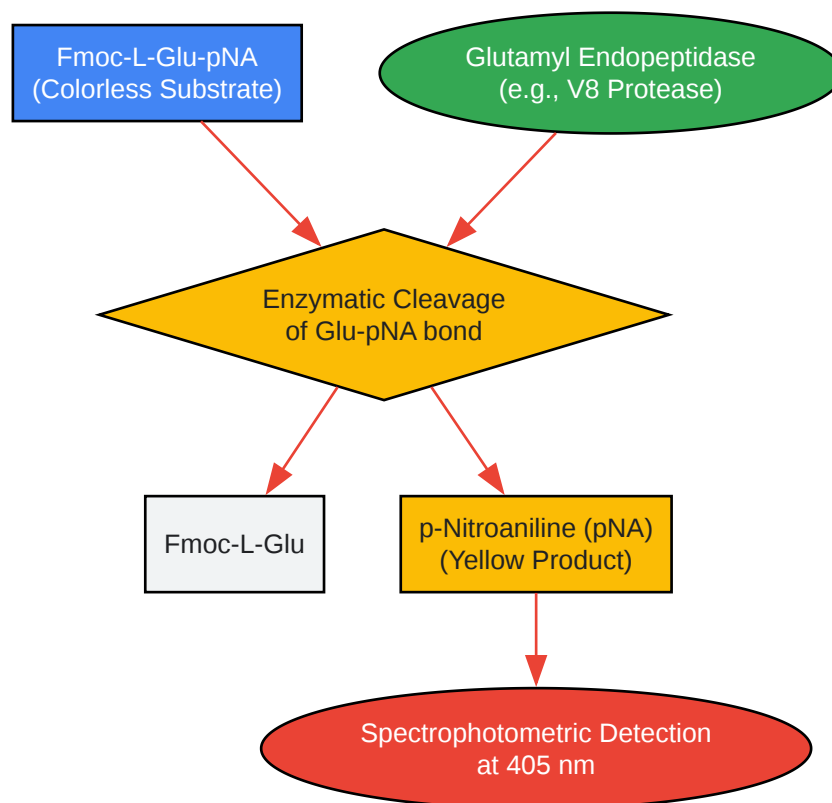 Fmoc-L-Glu-pNA
(Colorless Substrate)
Glutamyl Endopeptidase
(e.g., V8 Protease)
Enzymatic Cleavage
of Glu-pNA bond
Fmoc-L-Glu
p-Nitroaniline (pNA)
(Yellow Product)
Spectrophotometric Detection
at 405 nm